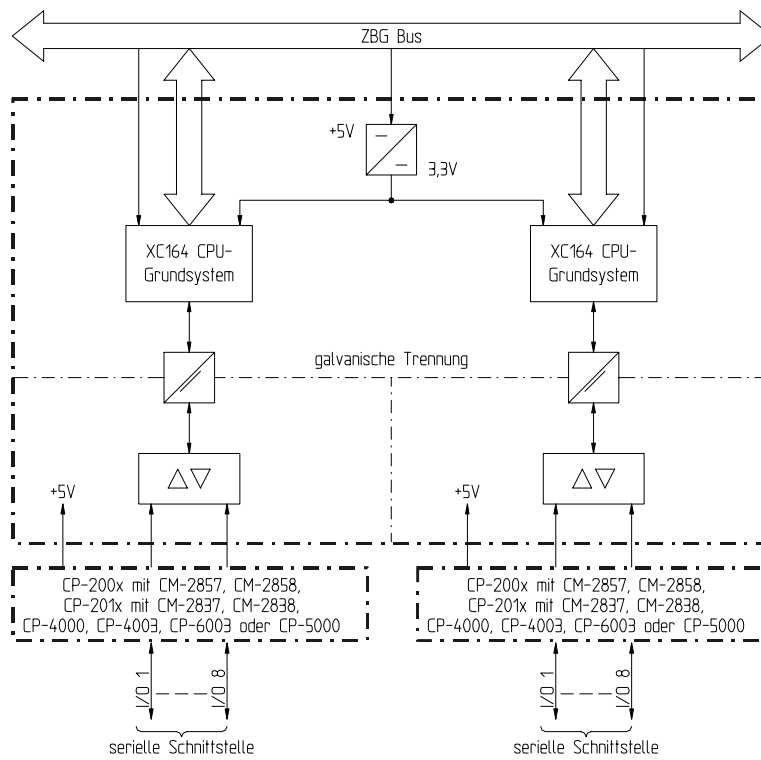 ZBG Bus
+5V
3,3V
XC164 CPU-
Grundsystem
XC164 CPU-
Grundsystem
galvanische Trennung
+5V
+5V
CP-200x mit CM-2857, CM-2858,
CP-201x mit CM-2837, CM-2838,
CP-4000, CP-4003, CP-6003 oder CP-5000
CP-200x mit CM-2857, CM-2858,
CP-201x mit CM-2837, CM-2838,
CP-4000, CP-4003, CP-6003 oder CP-5000
I/O 1
I/O 8
I/O 1
I/O 8
serielle Schnittstelle
serielle Schnittstelle